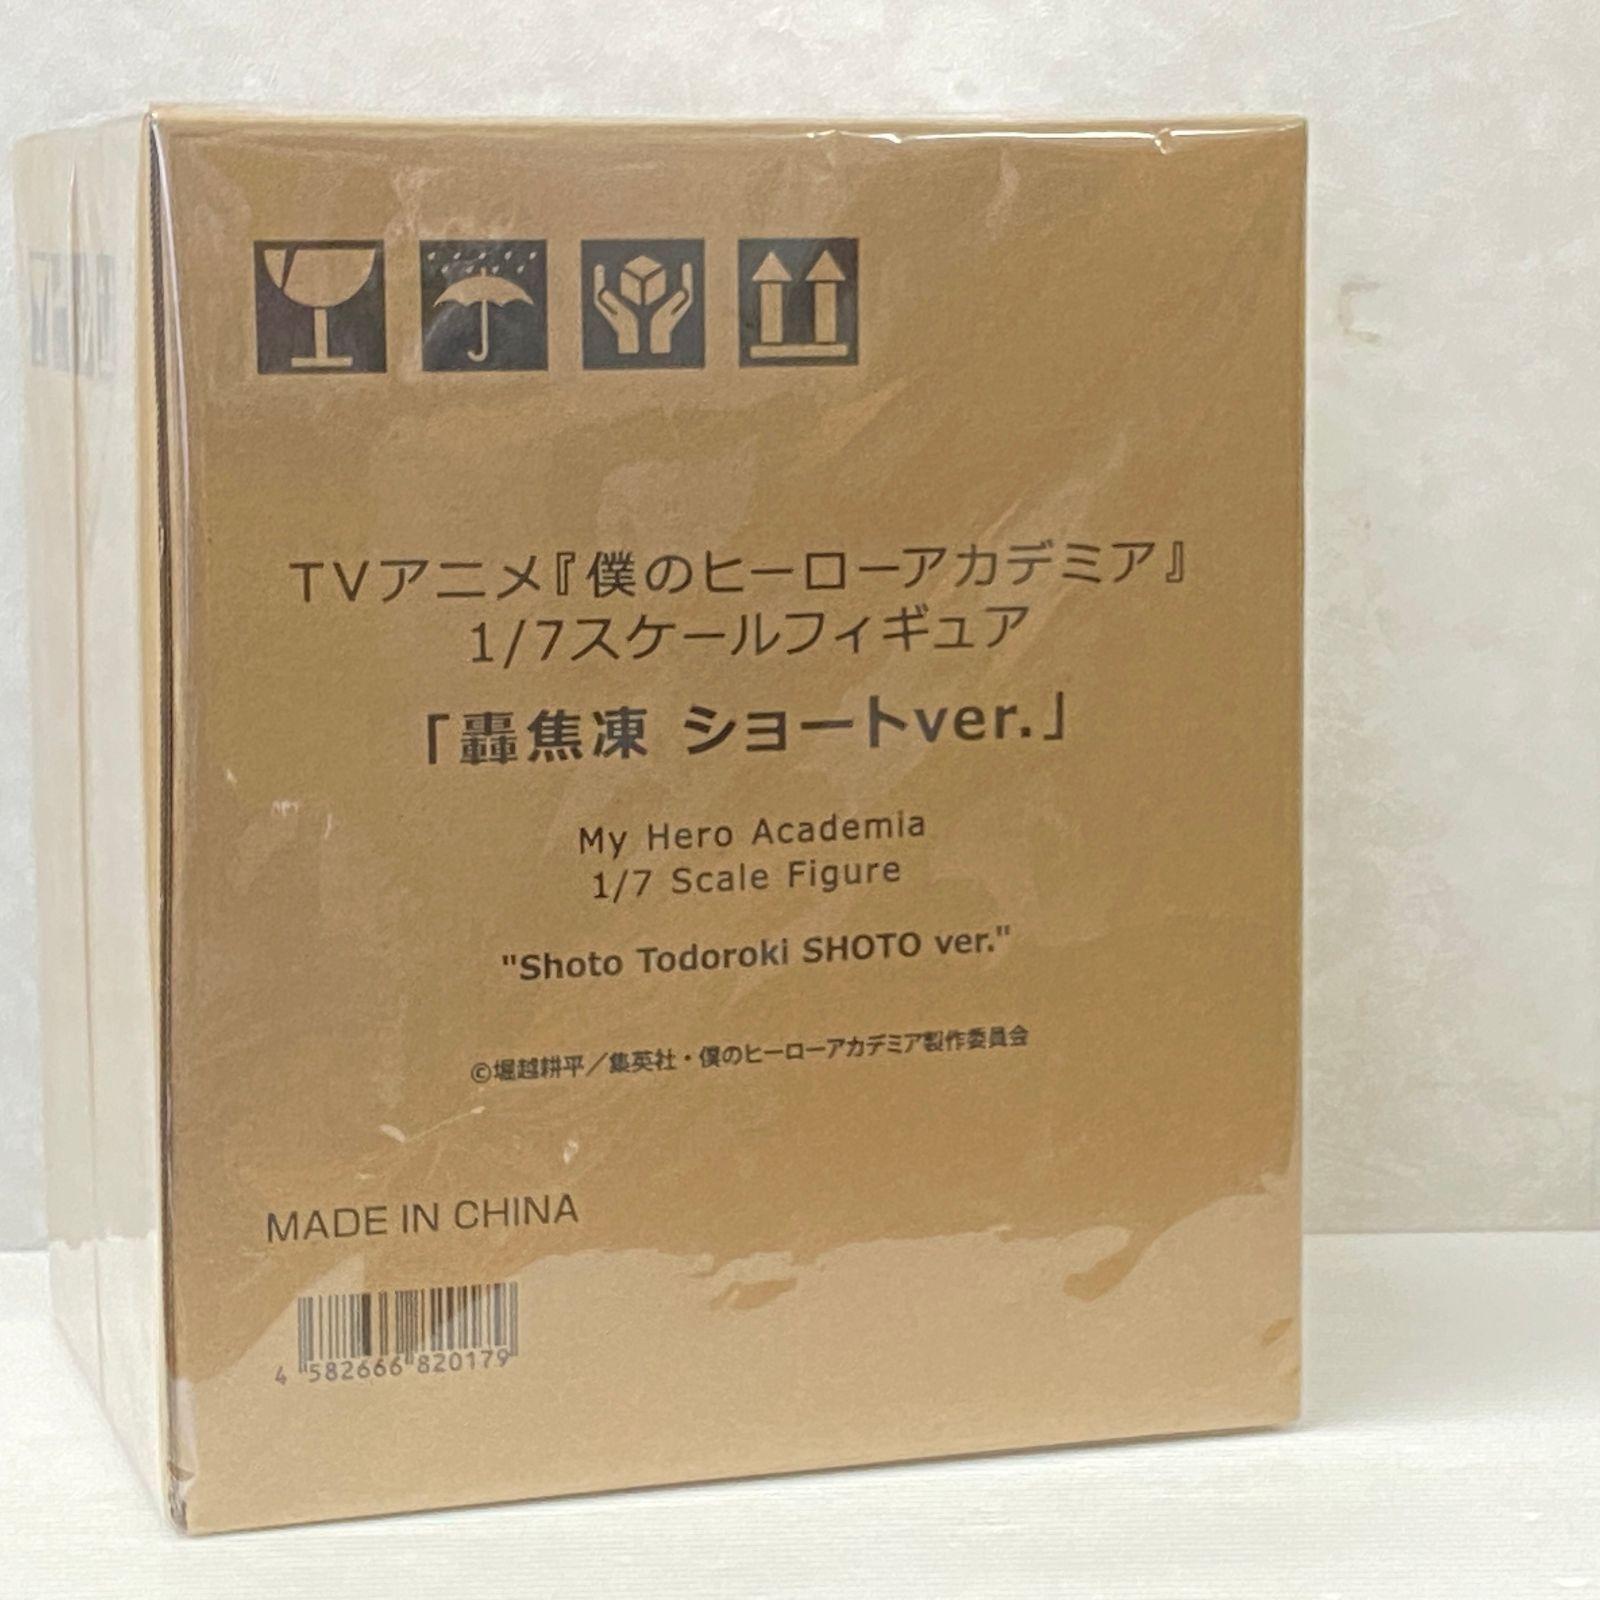 TVアニメ『僕のヒーローアカデミア』
1/7スケールフィギュア
「轟焦凍 ショートver.」
My Hero Academia
1/7 Scale Figure
"Shoto Todoroki SHOTO ver."
©堀越耕平／集英社・僕のヒーローアカデミア製作委員会
MADE IN CHINA
4 582666 820179